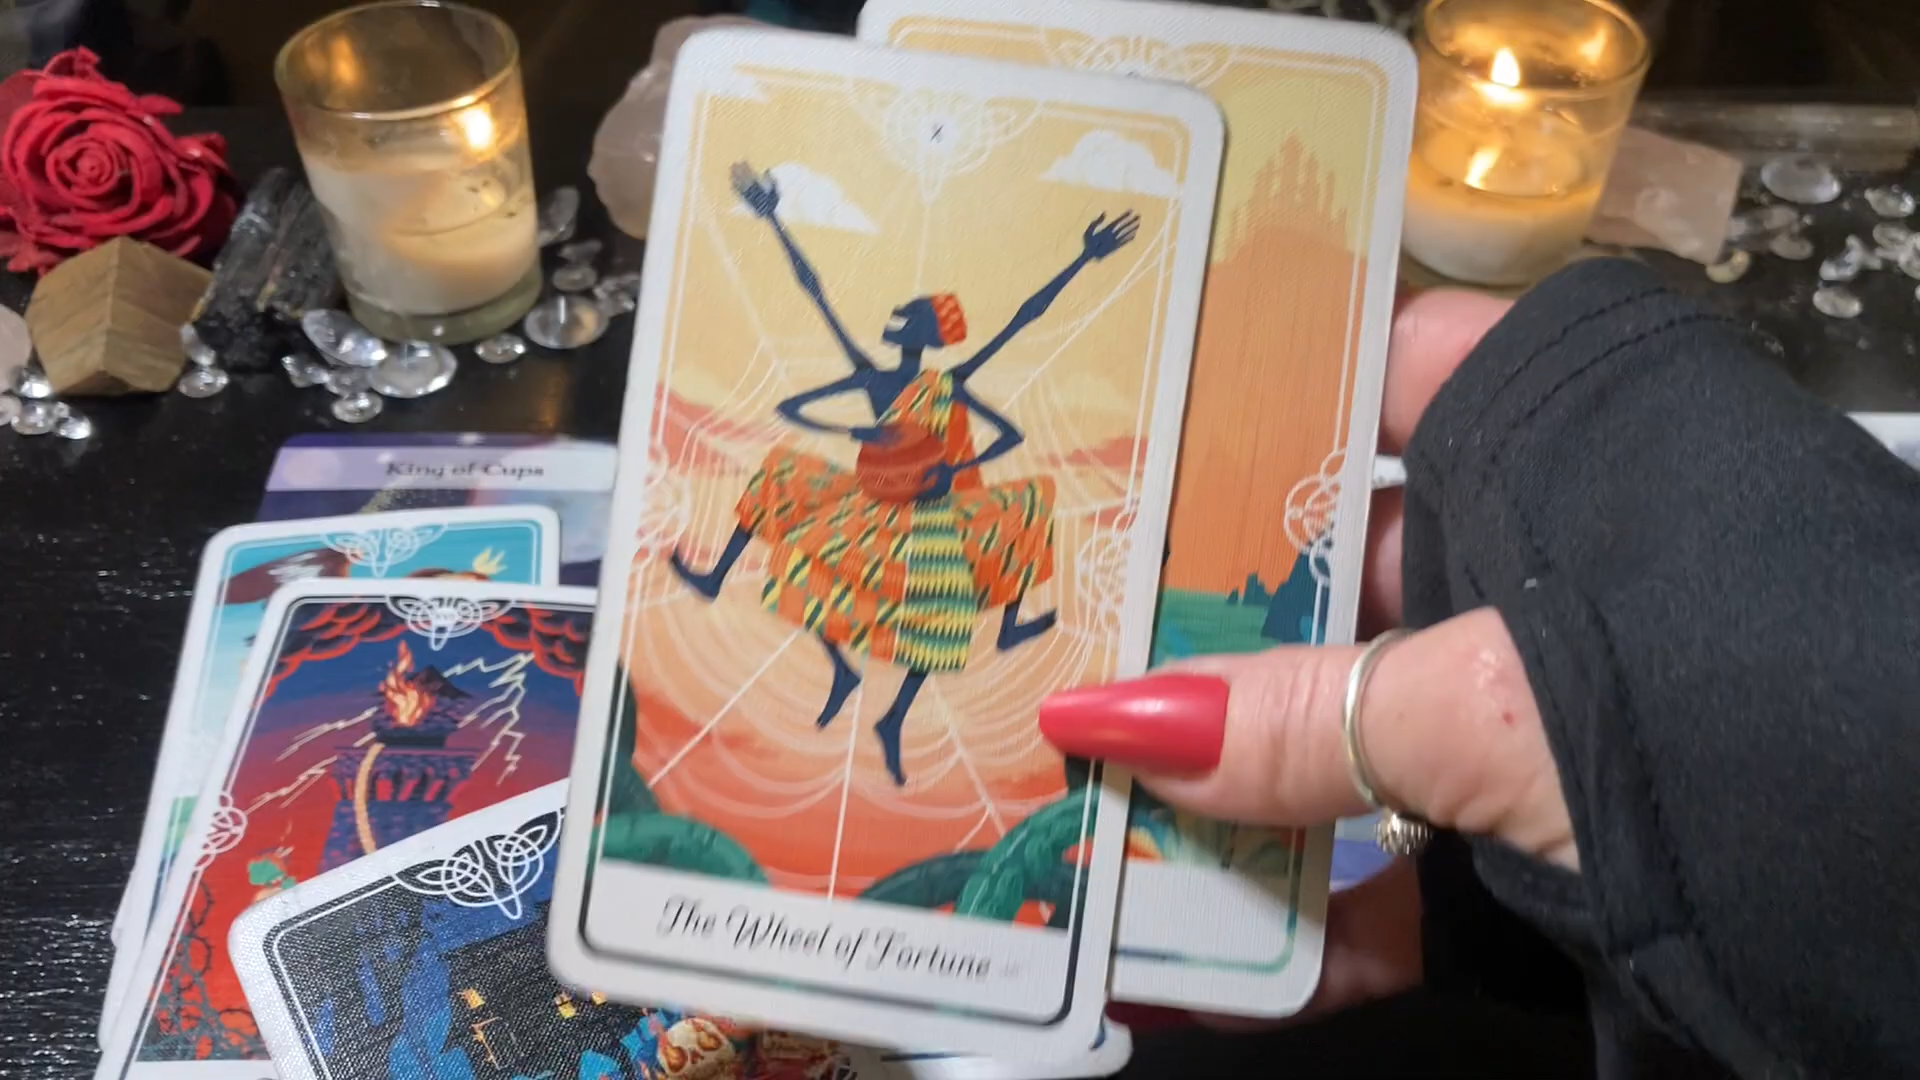 X
King of Cups
The Wheel of Fortune